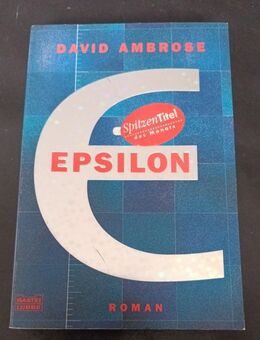 DAVID AMBROSE
SpitzenTitel
des Monats
EPSILON
BASTEI
LÜBBE
ROMAN